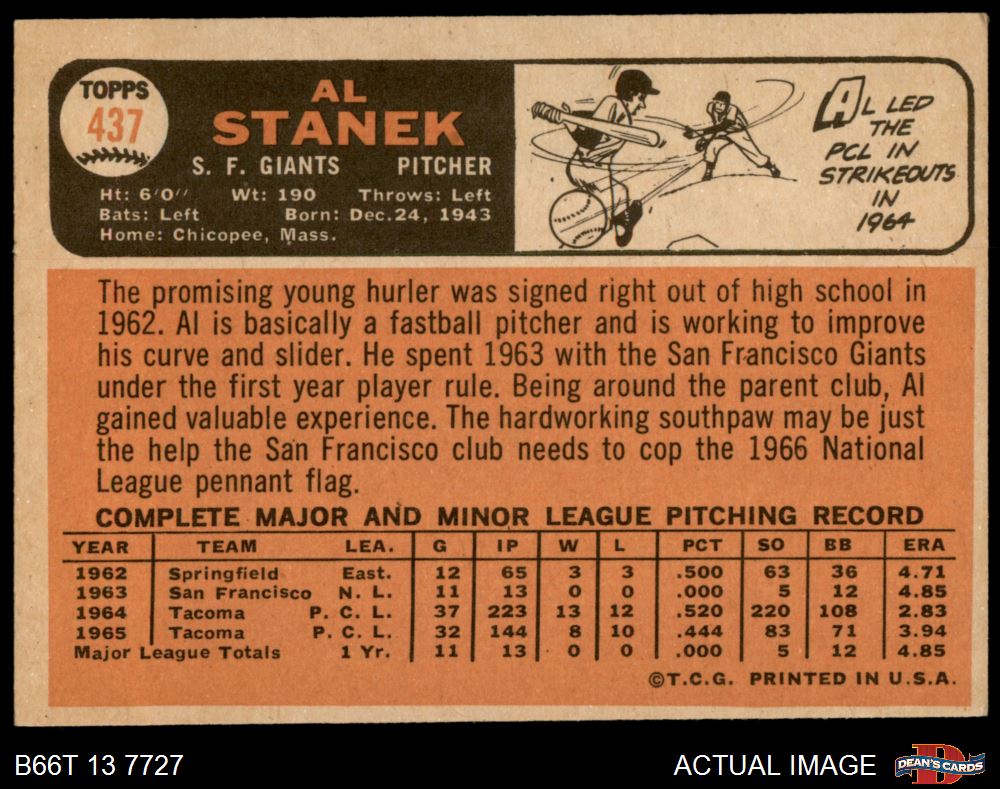 TOPPS
437
AL
STANEK
S. F. GIANTS PITCHER
Ht: 6'0" Wt: 190 Throws: Left
Bats: Left Born: Dec. 24, 1943
Home: Chicopee, Mass.
AL LED
THE
PCL IN
STRIKEOUTS
IN
1964
The promising young hurler was signed right out of high school in
1962. Al is basically a fastball pitcher and is working to improve
his curve and slider. He spent 1963 with the San Francisco Giants
under the first year player rule. Being around the parent club, Al
gained valuable experience. The hardworking southpaw may be just
the help the San Francisco club needs to cop the 1966 National
League pennant flag.
COMPLETE MAJOR AND MINOR LEAGUE PITCHING RECORD
YEAR TEAM LEA. G IP W L PCT SO BB ERA
1962 Springfield East. 12 65 3 3 .500 63 36 4.71
1963 San Francisco N. L. 11 13 0 0 .000 5 12 4.85
1964 Tacoma P. C. L. 37 223 13 12 .520 220 108 2.83
1965 Tacoma P. C. L. 32 144 8 10 .444 83 71 3.94
Major League Totals 1 Yr. 11 13 0 0 .000 5 12 4.85
©T.C.G. PRINTED IN U.S.A.
B66T 13 7727
ACTUAL IMAGE
D
DEAN'S CARDS